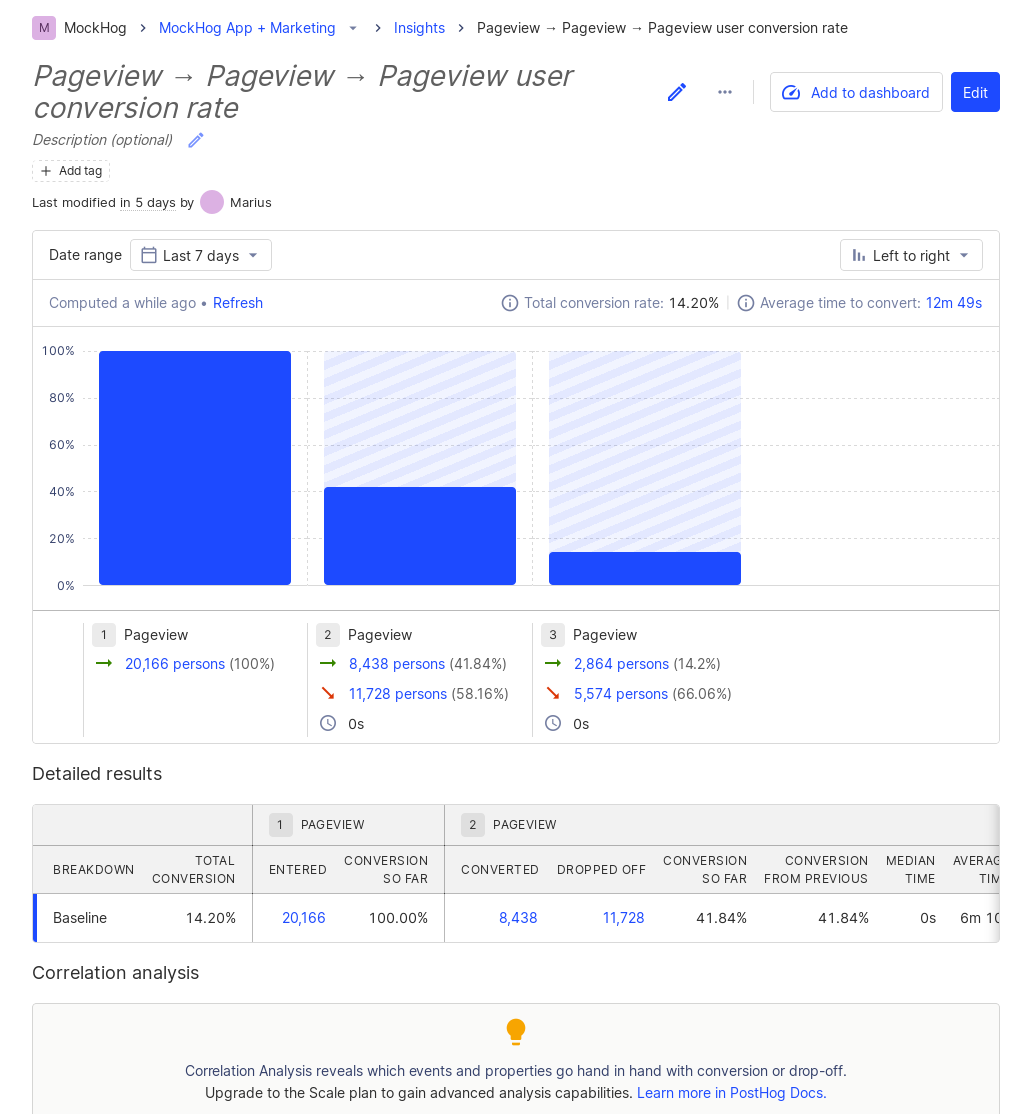 M MockHog > MockHog App + Marketing > Insights > Pageview → Pageview → Pageview user conversion rate
Pageview → Pageview → Pageview user
conversion rate
Add to dashboard
Edit
Description (optional)
+ Add tag
Last modified in 5 days by Marius
Date range Last 7 days Left to right
Computed a while ago • Refresh Total conversion rate: 14.20% Average time to convert: 12m 49s
100%
80%
60%
40%
20%
0%
1 Pageview 2 Pageview 3 Pageview
20,166 persons (100%) 8,438 persons (41.84%) 2,864 persons (14.2%)
11,728 persons (58.16%) 5,574 persons (66.06%)
0s 0s
Detailed results
1 PAGEVIEW 2 PAGEVIEW
BREAKDOWN TOTAL CONVERSION ENTERED CONVERSION SO FAR CONVERTED DROPPED OFF CONVERSION SO FAR CONVERSION FROM PREVIOUS MEDIAN TIME
Baseline 14.20% 20,166 100.00% 8,438 11,728 41.84% 41.84% 0s 6m 10
Correlation analysis
Correlation Analysis reveals which events and properties go hand in hand with conversion or drop-off.
Upgrade to the Scale plan to gain advanced analysis capabilities. Learn more in PostHog Docs.